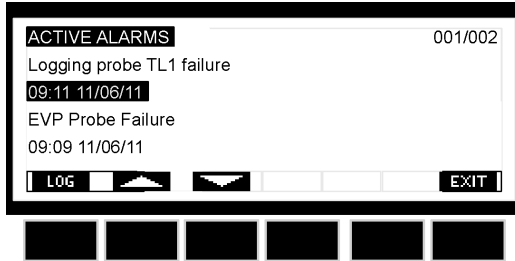 ACTIVE ALARMS 001/002
Logging probe TL1 failure
09:11 11/06/11
EVP Probe Failure
09:09 11/06/11
LOG EXIT